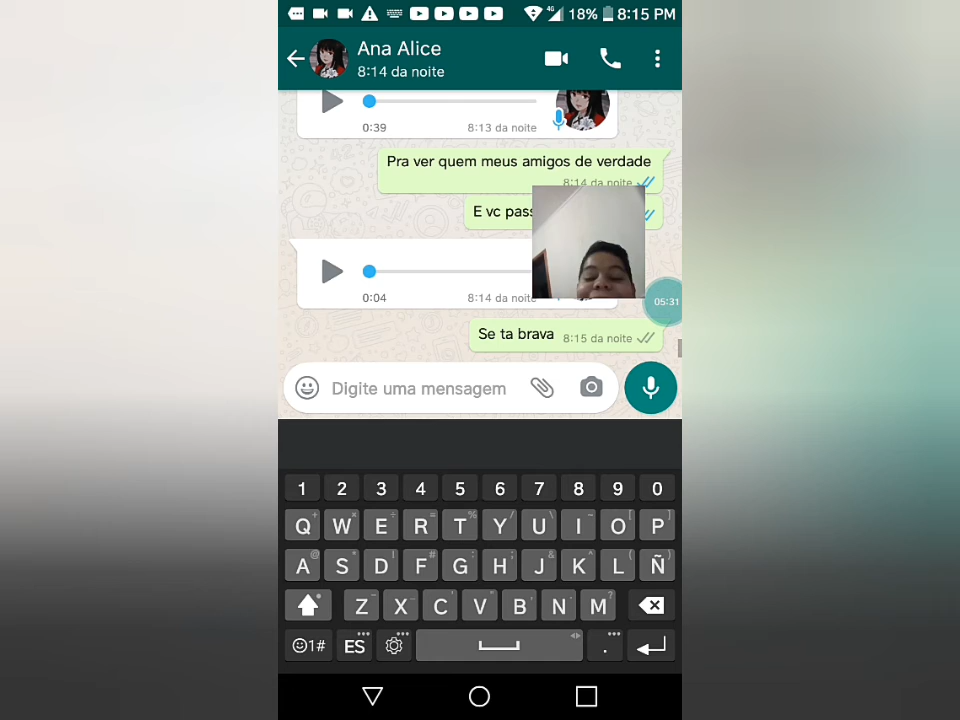 18% 8:15 PM
Ana Alice
8:14 da noite
0:39 8:13 da noite
Pra ver quem meus amigos de verdade
8:14 da noite
E vc
0:04 8:14 da noite
05:31
Se ta brava 8:15 da noite
Digite uma mensagem
1 2 3 4 5 6 7 8 9 0
Q W E R T Y U I O P
A S D F G H J K L Ñ
Z X C V B N M
1# ES .